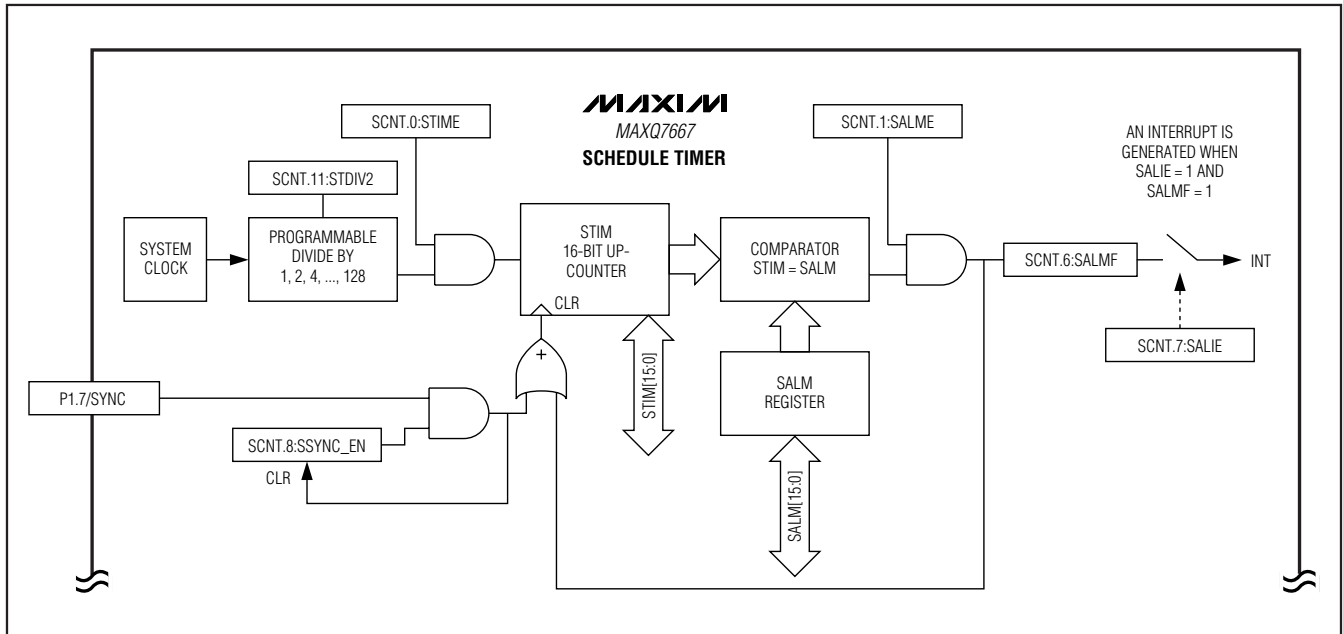 MAXIM
MAXQ7667
SCHEDULE TIMER
SCNT.0:STIME
SCNT.1:SALME
AN INTERRUPT IS
GENERATED WHEN
SALIE = 1 AND
SALMF = 1
SCNT.11:STDIV2
SYSTEM
CLOCK
PROGRAMMABLE
DIVIDE BY
1, 2, 4, ..., 128
STIM
16-BIT UP-
COUNTER
CLR
COMPARATOR
STIM = SALM
SCNT.6:SALMF
INT
SCNT.7:SALIE
+
STIM[15:0]
SALM
REGISTER
P1.7/SYNC
SCNT.8:SSYNC_EN
CLR
SALM[15:0]